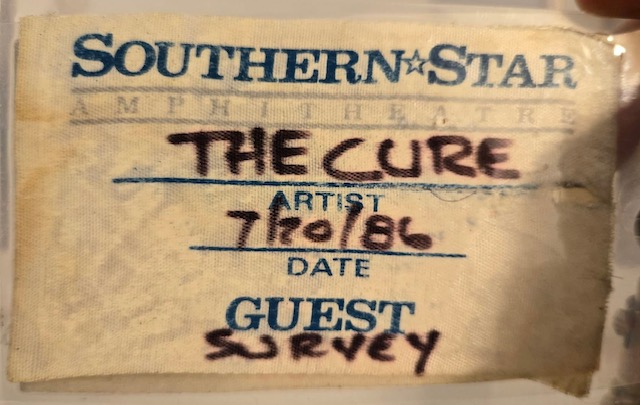 SOUTHERN☆STAR
AMPHITHEATRE
THE CURE
ARTIST
7/20/86
DATE
GUEST
SURVEY